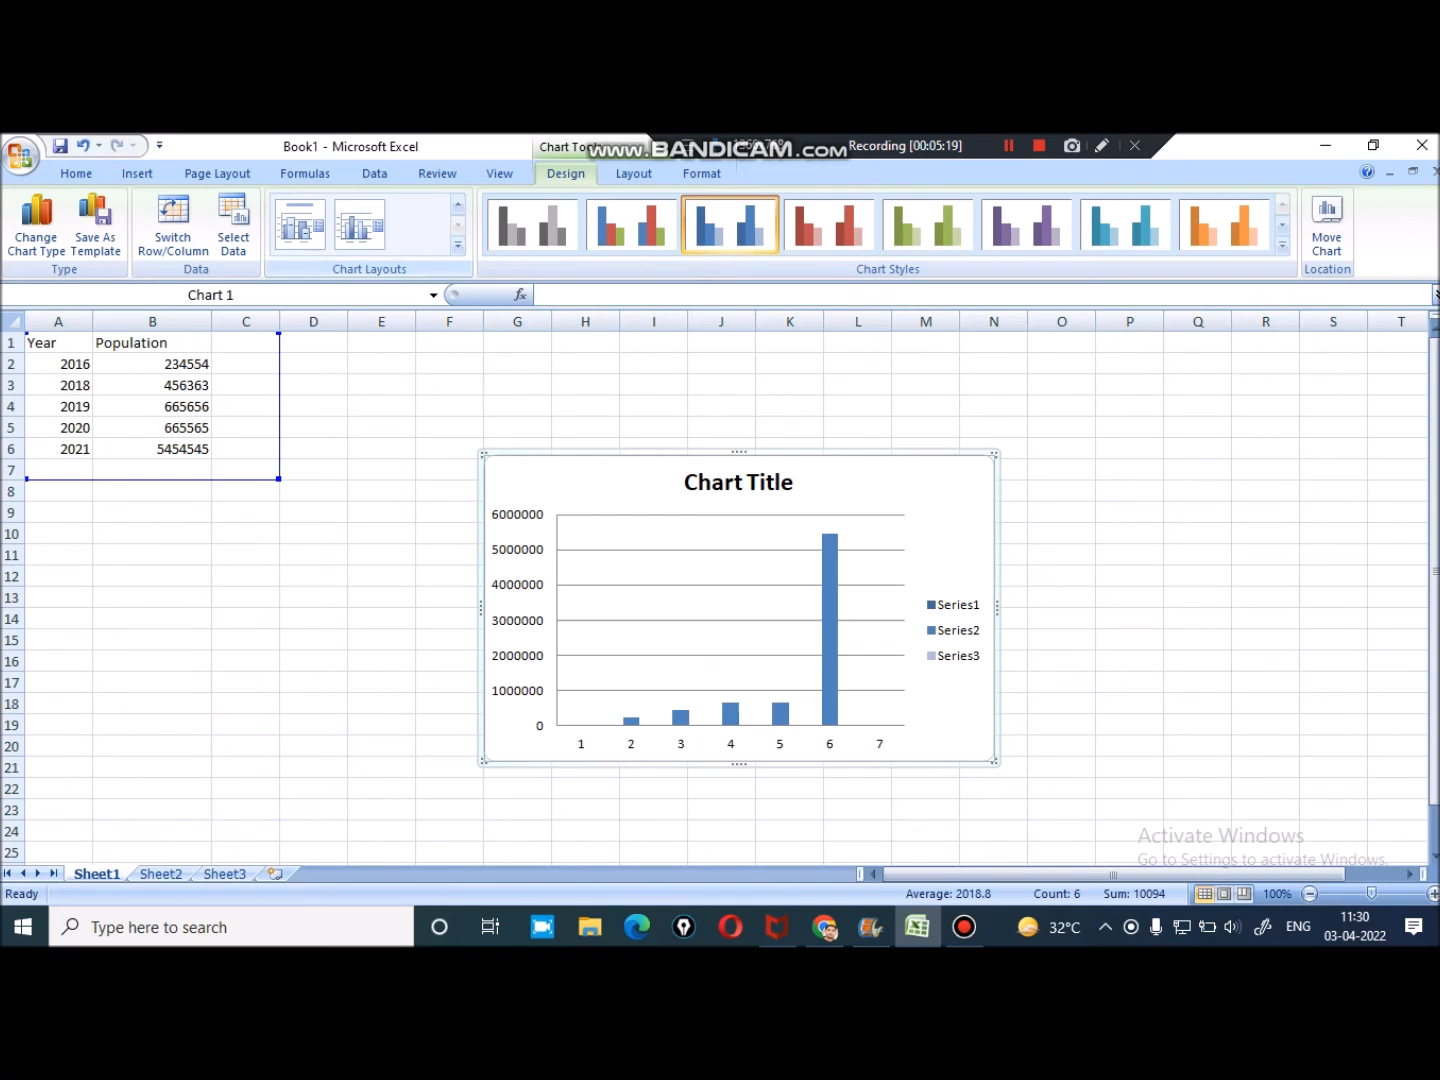 Book1 - Microsoft Excel
Chart Too
www.BANDICAM.com
Recording [00:05:19]
Home Insert Page Layout Formulas Data Review View Design Layout Format
Change
Chart Type
Save As
Template
Switch
Row/Column
Select
Data
Move
Chart
Type Data Chart Layouts Chart Styles Location
Chart 1
fx
A B C D E F G H I J K L M N O P Q R S T
1 Year Population
2 2016 234554
3 2018 456363
4 2019 665656
5 2020 665565
6 2021 5454545
7
8
9
10
11
12
13
14
15
16
17
18
19
20
21
22
23
24
25
Chart Title
6000000
5000000
4000000
3000000
2000000
1000000
0
1 2 3 4 5 6 7
Series1
Series2
Series3
Activate Windows
Go to Settings to activate Windows.
Sheet1 Sheet2 Sheet3
Ready
Average: 2018.8 Count: 6 Sum: 10094 100%
Type here to search
32°C
ENG
11:30
03-04-2022